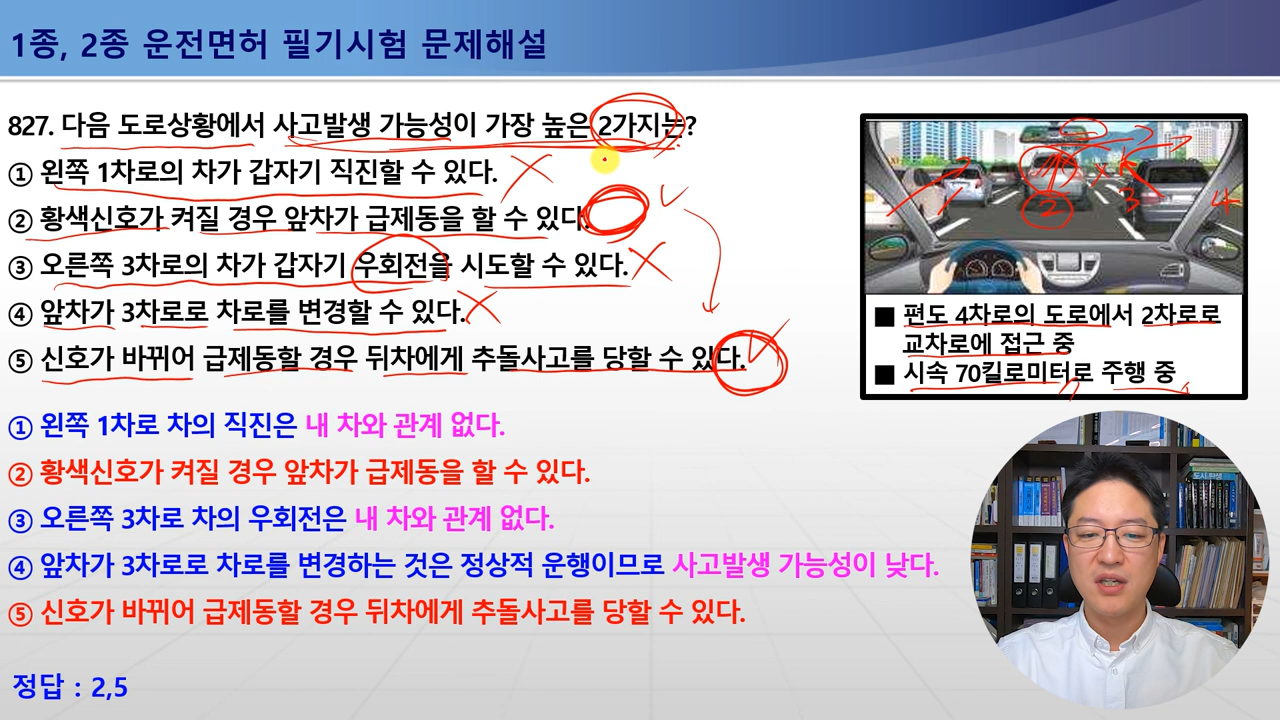 1종, 2종 운전면허 필기시험 문제해설
827. 다음 도로상황에서 사고발생 가능성이 가장 높은 2가지는?
① 왼쪽 1차로의 차가 갑자기 직진할 수 있다.
② 황색신호가 켜질 경우 앞차가 급제동을 할 수 있다.
③ 오른쪽 3차로의 차가 갑자기 우회전을 시도할 수 있다.
④ 앞차가 3차로로 차로를 변경할 수 있다.
⑤ 신호가 바뀌어 급제동할 경우 뒤차에게 추돌사고를 당할 수 있다.
1
2
3
4
■ 편도 4차로의 도로에서 2차로로
교차로에 접근 중
■ 시속 70킬로미터로 주행 중
① 왼쪽 1차로 차의 직진은 내 차와 관계 없다.
② 황색신호가 켜질 경우 앞차가 급제동을 할 수 있다.
③ 오른쪽 3차로 차의 우회전은 내 차와 관계 없다.
④ 앞차가 3차로로 차로를 변경하는 것은 정상적 운행이므로 사고발생 가능성이 낮다.
⑤ 신호가 바뀌어 급제동할 경우 뒤차에게 추돌사고를 당할 수 있다.
정답 : 2,5